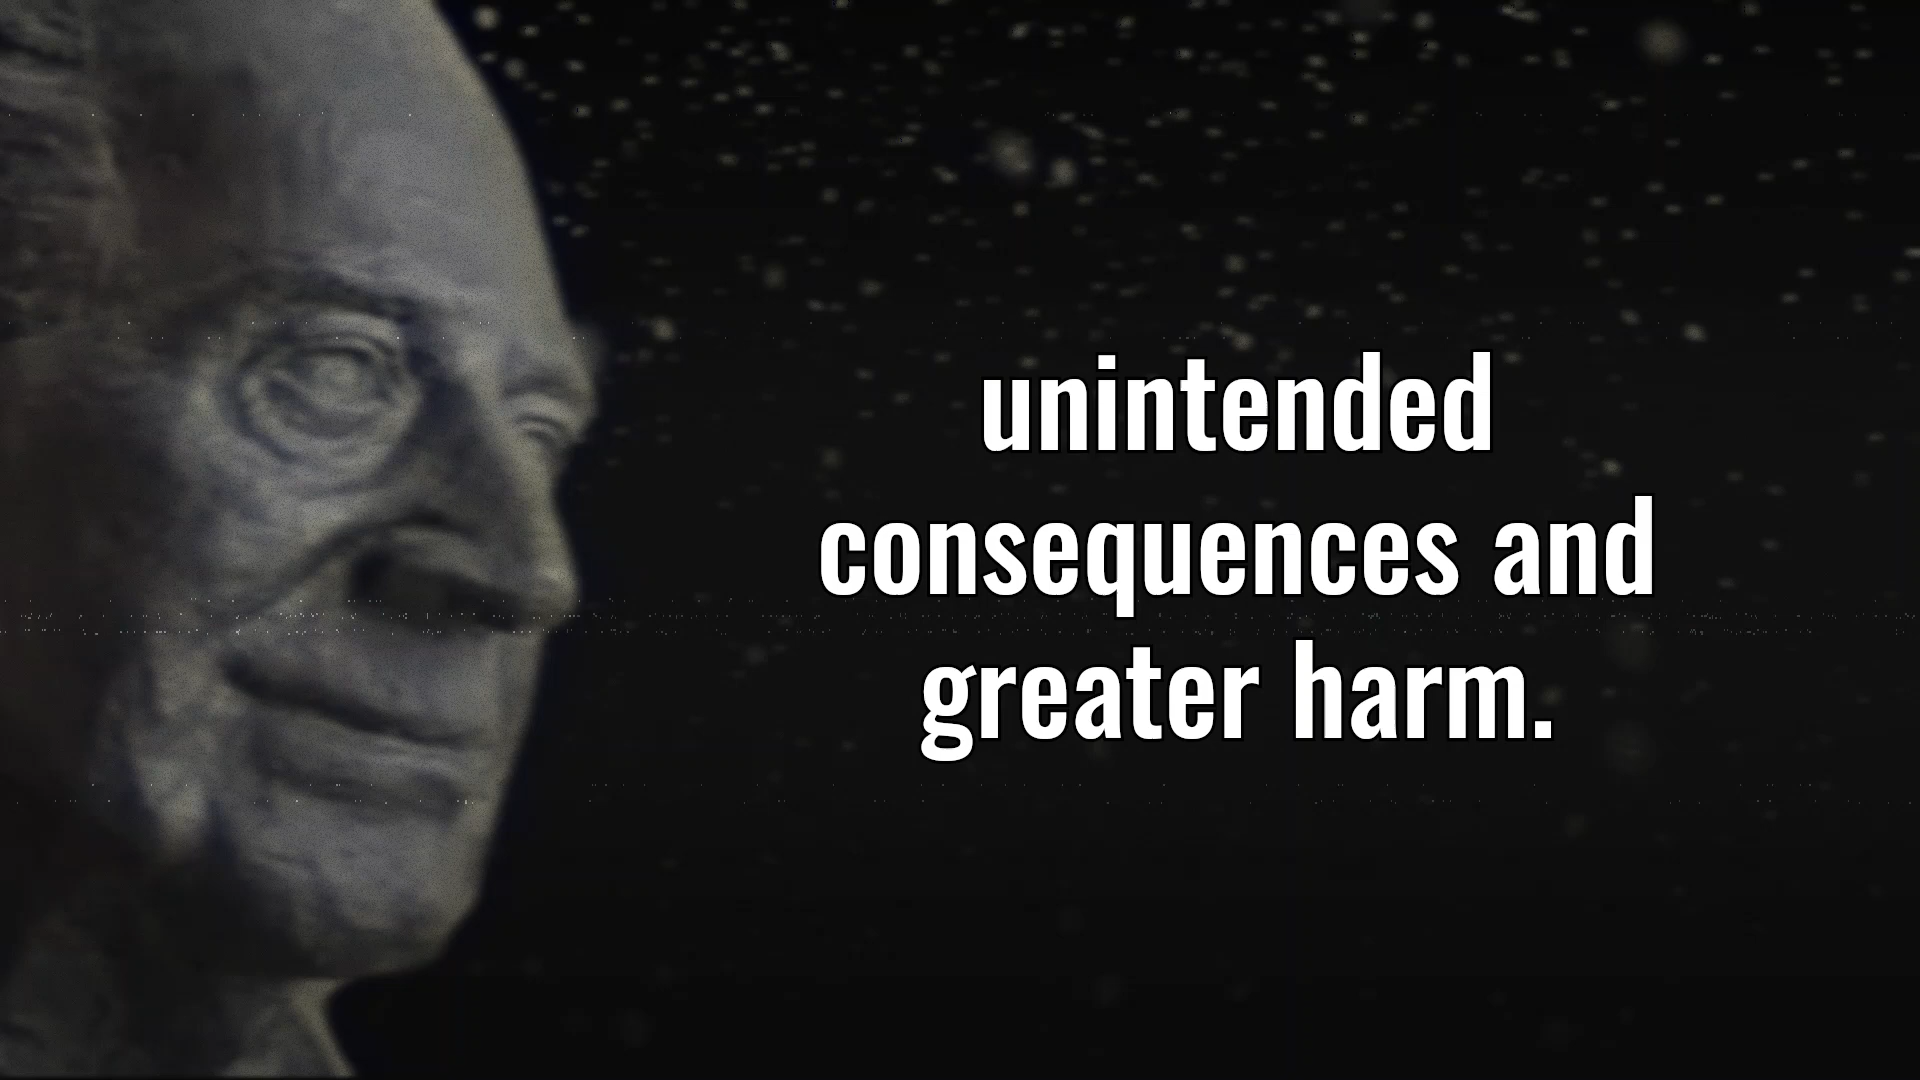 unintended
consequences and
greater harm.